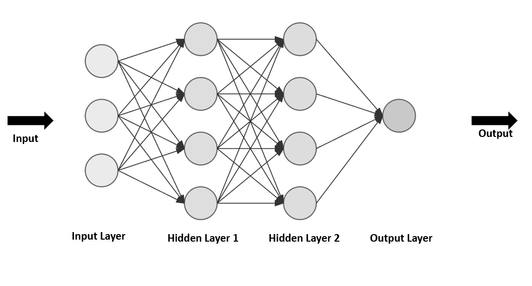 Input
Output
Input Layer
Hidden Layer 1
Hidden Layer 2
Output Layer